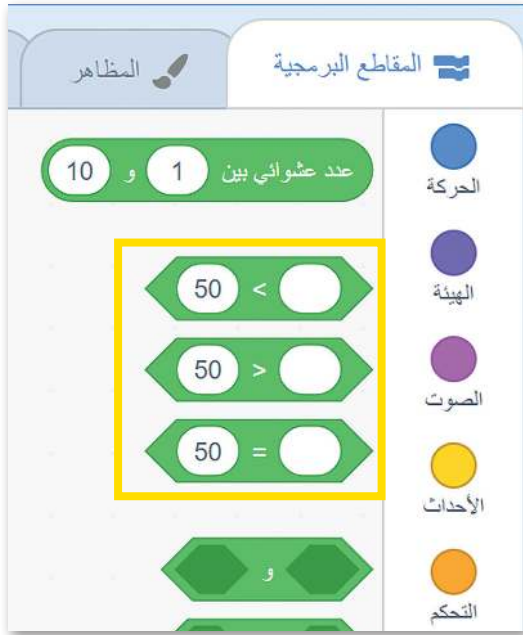 المقاطع البرمجية
المظاهر
عدد عشوائي بين 1 و 10
< 50
> 50
= 50
و
الحركة
الهيئة
الصوت
الأحداث
التحكم